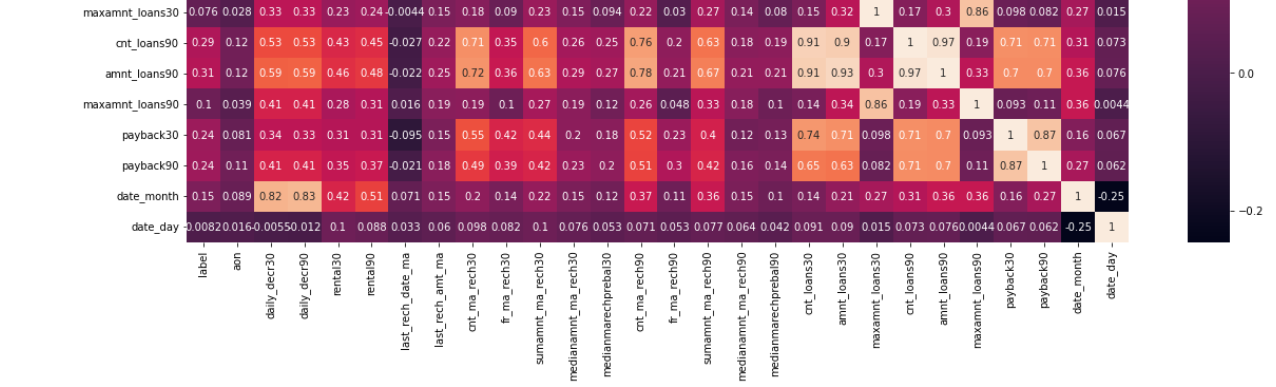 maxamnt_loans30 0.076 0.028 0.33 0.33 0.23 0.24 -0.0044 0.15 0.18 0.09 0.23 0.15 0.094 0.22 0.03 0.27 0.14 0.08 0.15 0.32 1 0.17 0.3 0.86 0.098 0.082 0.27 0.015
cnt_loans90 0.29 0.12 0.53 0.53 0.43 0.45 -0.027 0.22 0.71 0.35 0.6 0.26 0.25 0.76 0.2 0.63 0.18 0.19 0.91 0.9 0.17 1 0.97 0.19 0.71 0.71 0.31 0.073
amnt_loans90 0.31 0.12 0.59 0.59 0.46 0.48 -0.022 0.25 0.72 0.36 0.63 0.29 0.27 0.78 0.21 0.67 0.21 0.21 0.91 0.93 0.3 0.97 1 0.33 0.7 0.7 0.36 0.076
0.0
maxamnt_loans90 0.1 0.039 0.41 0.41 0.28 0.31 0.016 0.19 0.19 0.1 0.27 0.19 0.12 0.26 0.048 0.33 0.18 0.1 0.14 0.34 0.86 0.19 0.33 1 0.093 0.11 0.36 0.0044
payback30 0.24 0.081 0.34 0.33 0.31 0.31 -0.095 0.15 0.55 0.42 0.44 0.2 0.18 0.52 0.23 0.4 0.12 0.13 0.74 0.71 0.098 0.71 0.7 0.093 1 0.87 0.16 0.067
payback90 0.24 0.11 0.41 0.41 0.35 0.37 -0.021 0.18 0.49 0.39 0.42 0.23 0.2 0.51 0.3 0.42 0.16 0.14 0.65 0.63 0.082 0.71 0.7 0.11 0.87 1 0.27 0.062
date_month 0.15 0.089 0.82 0.83 0.42 0.51 0.071 0.15 0.2 0.14 0.22 0.15 0.12 0.37 0.11 0.36 0.15 0.1 0.14 0.21 0.27 0.31 0.36 0.36 0.16 0.27 1 -0.25
−0.2
date_day 0.0082 0.016 -0.0055 -0.012 0.1 0.088 0.033 0.06 0.098 0.082 0.1 0.076 0.053 0.071 0.053 0.077 0.064 0.042 0.091 0.09 0.015 0.073 0.076 0.0044 0.067 0.062 -0.25 1
label
aon
daily_decr30
daily_decr90
rental30
rental90
last_rech_date_ma
last_rech_amt_ma
cnt_ma_rech30
fr_ma_rech30
sumamnt_ma_rech30
medianamnt_ma_rech30
medianmarechprebal30
cnt_ma_rech90
fr_ma_rech90
sumamnt_ma_rech90
medianamnt_ma_rech90
medianmarechprebal90
cnt_loans30
amnt_loans30
maxamnt_loans30
cnt_loans90
amnt_loans90
maxamnt_loans90
payback30
payback90
date_month
date_day